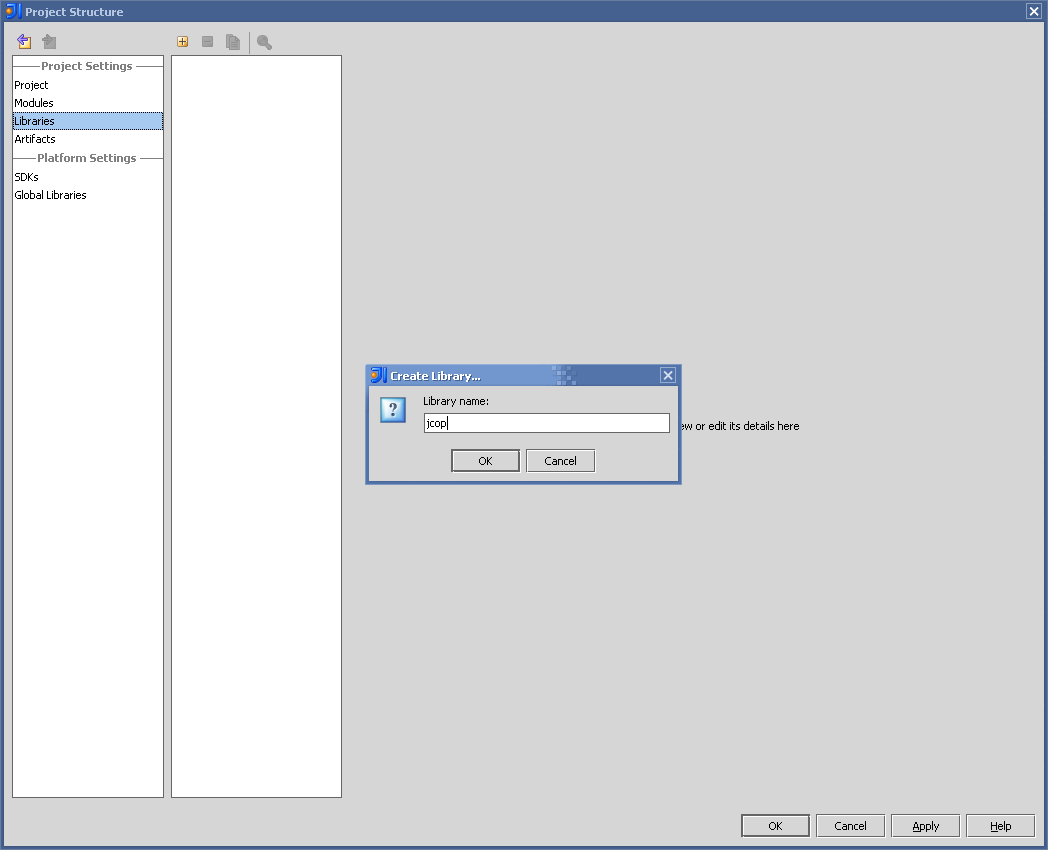 Project Structure
Project Settings
Project
Modules
Libraries
Artifacts
Platform Settings
SDKs
Global Libraries
Create Library...
Library name:
jcop
OK
Cancel
or edit its details here
OK
Cancel
Apply
Help